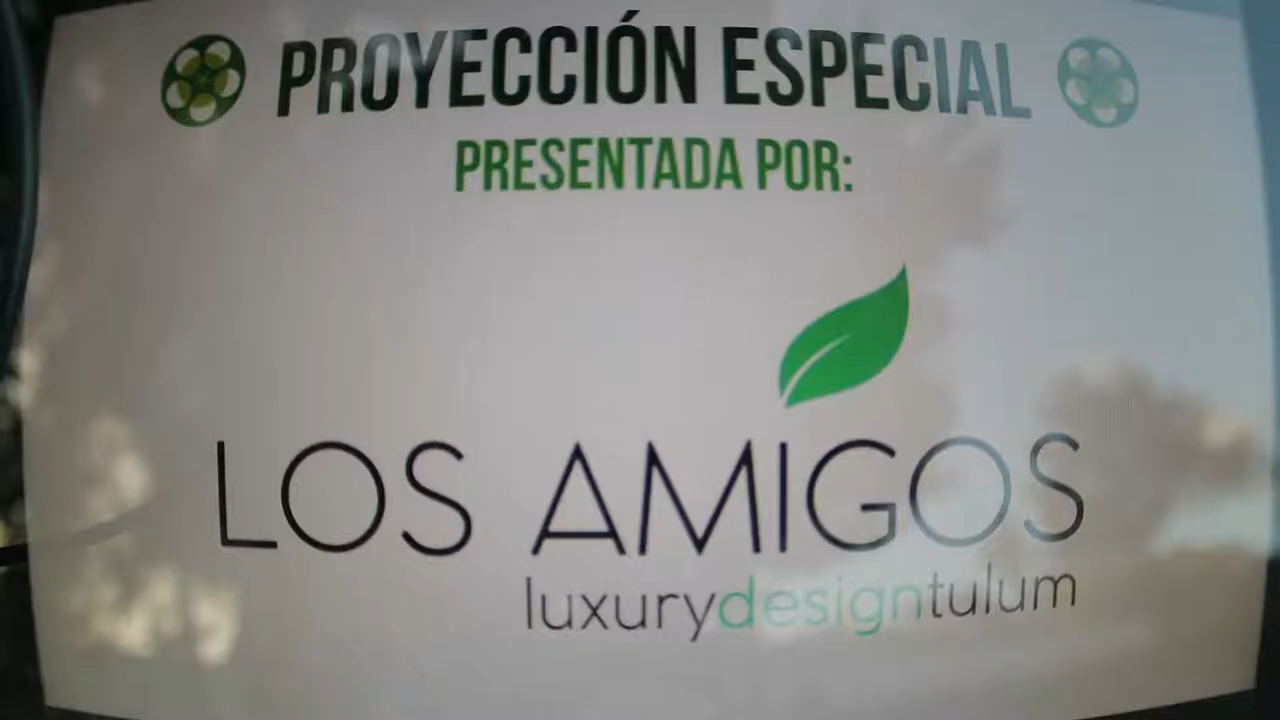 PROYECCIÓN ESPECIAL
PRESENTADA POR:
LOS AMIGOS
luxurydesigntulum